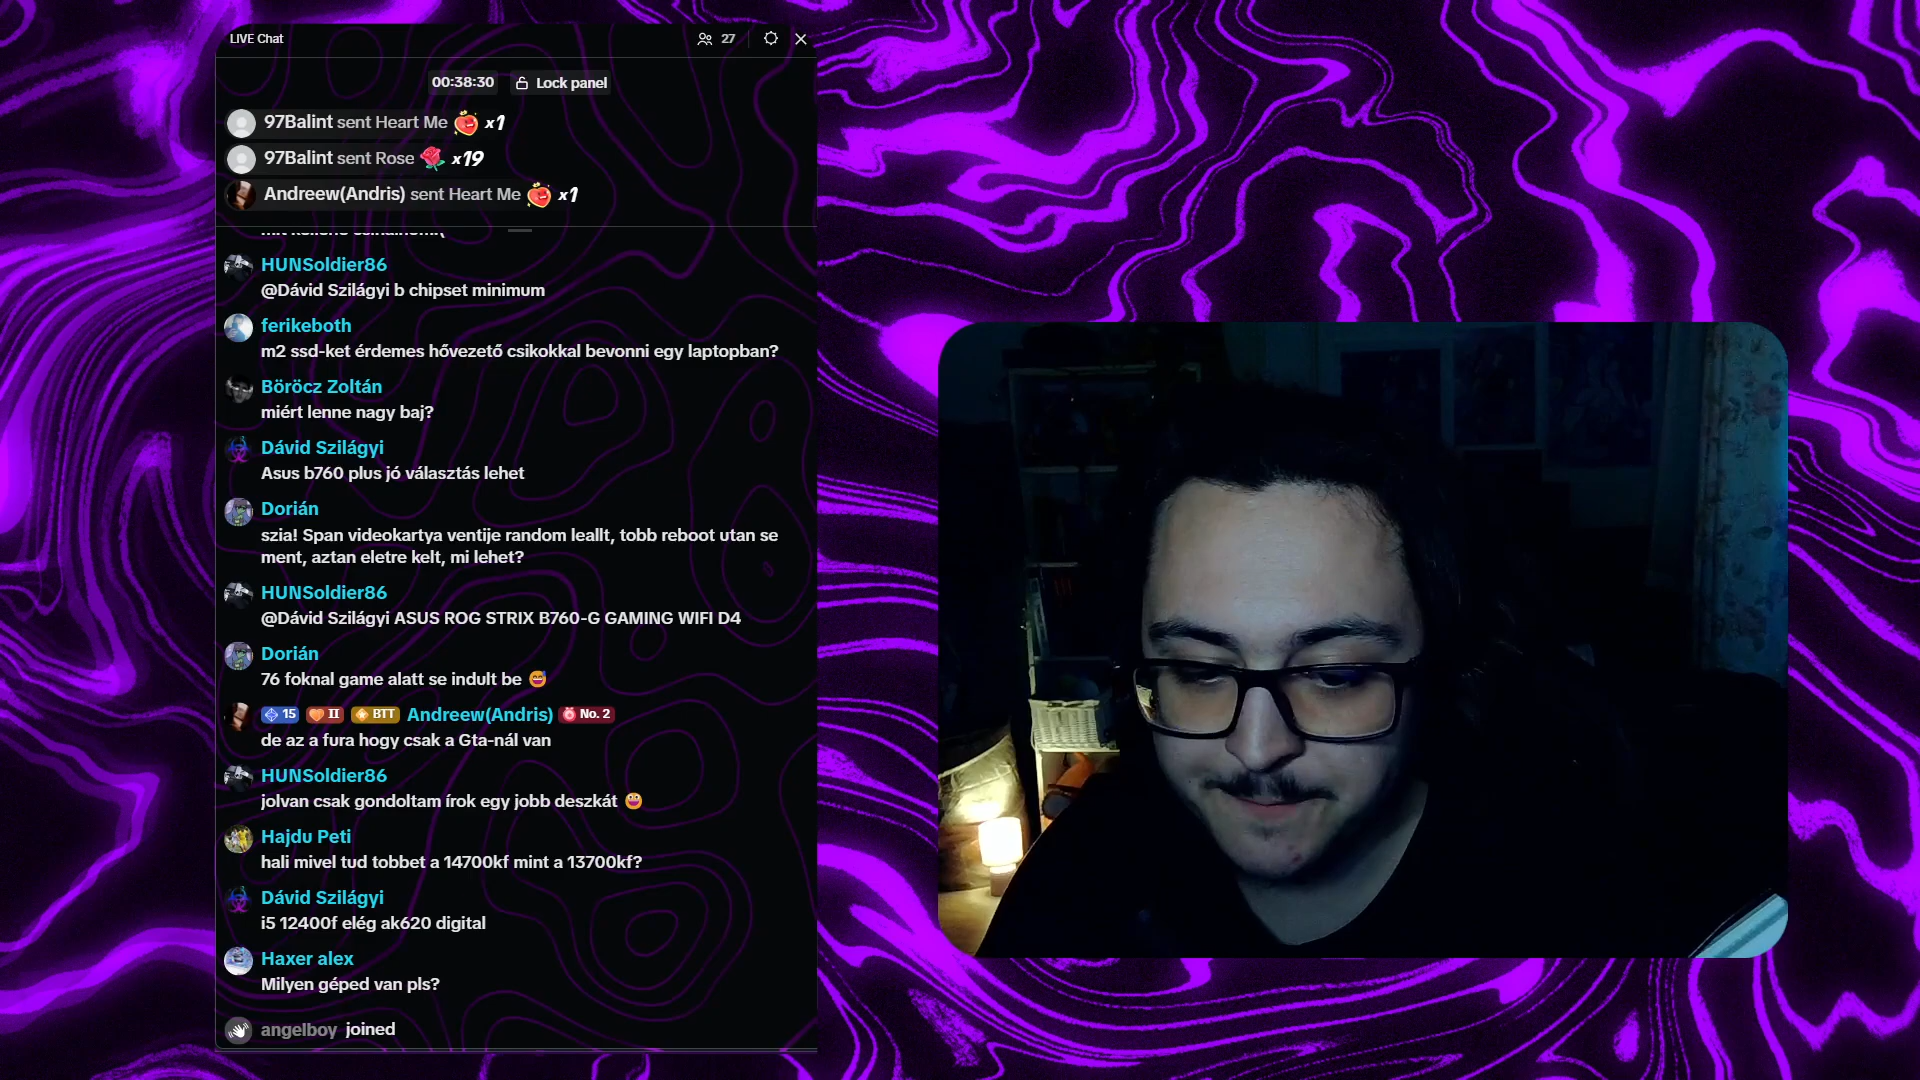 LIVE Chat
27
00:38:30
Lock panel
97Balint sent Heart Me x1
97Balint sent Rose x19
Andreew(Andris) sent Heart Me x1
HUNSoldier86
@Dávid Szilágyi b chipset minimum
ferikeboth
m2 ssd-ket érdemes hővezető csikokkal bevonni egy laptopban?
Böröcz Zoltán
miért lenne nagy baj?
Dávid Szilágyi
Asus b760 plus jó választás lehet
Dorián
szia! Span videokartya ventije random leallt, tobb reboot utan se
ment, aztan eletre kelt, mi lehet?
HUNSoldier86
@Dávid Szilágyi ASUS ROG STRIX B760-G GAMING WIFI D4
Dorián
76 foknal game alatt se indult be 😅
15 II BTT Andreew(Andris) No. 2
de az a fura hogy csak a Gta-nál van
HUNSoldier86
jolvan csak gondoltam írok egy jobb deszkát 😀
Hajdu Peti
hali mivel tud tobbet a 14700kf mint a 13700kf?
Dávid Szilágyi
i5 12400f elég ak620 digital
Haxer alex
Milyen géped van pls?
angelboy joined